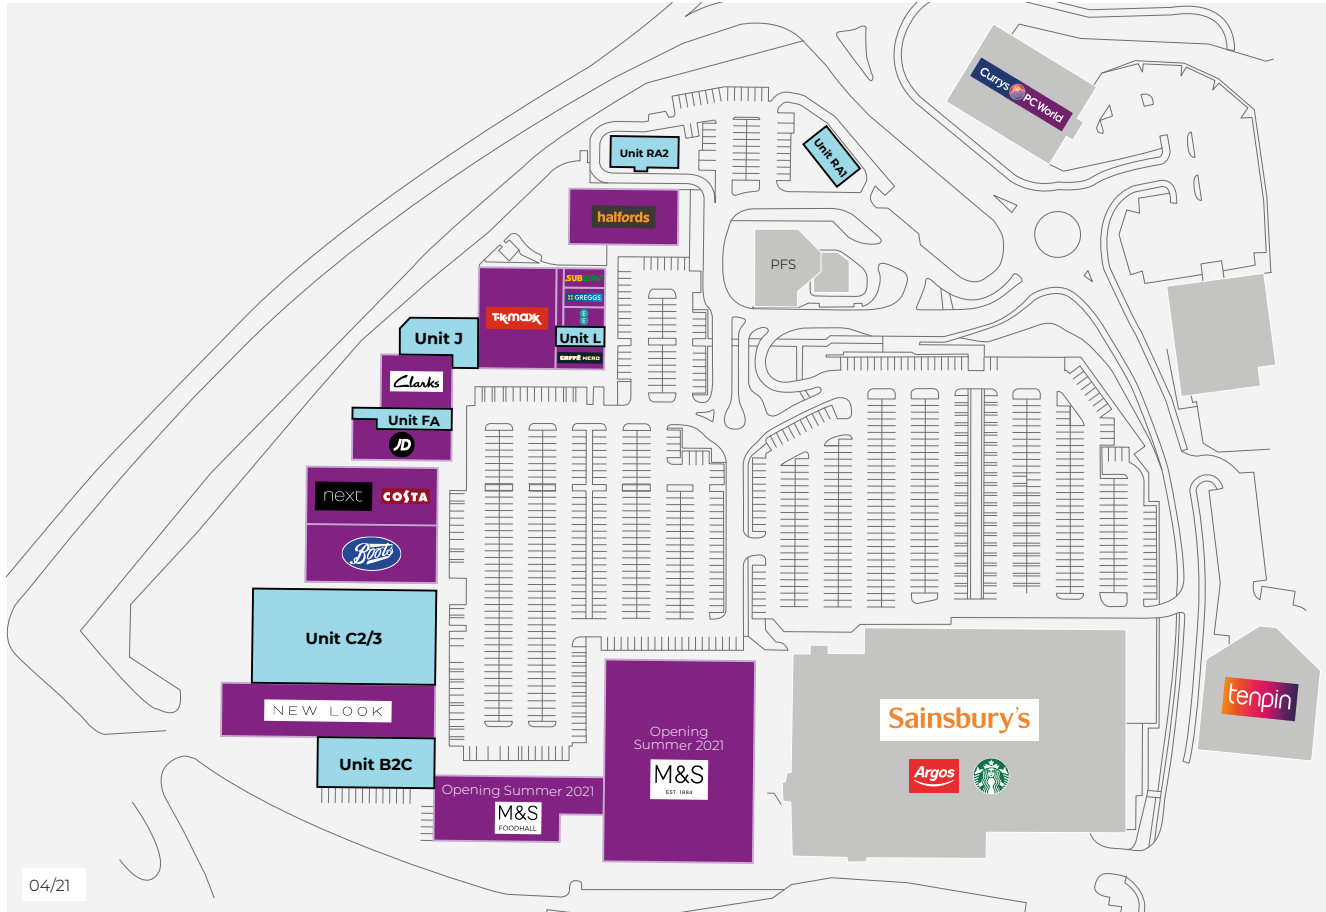 Currys PC World
Unit RA2
Unit RA1
halfords
PFS
SUBWAY
GREGGS
EE
TK maxx
Unit J
Unit L
CAFFÈ NERO
Clarks
Unit FA
JD
next
COSTA
Boots
Unit C2/3
NEW LOOK
Unit B2C
Opening Summer 2021
M&S
FOODHALL
Opening
Summer 2021
M&S
EST. 1884
Sainsbury's
Argos
tenpin
04/21